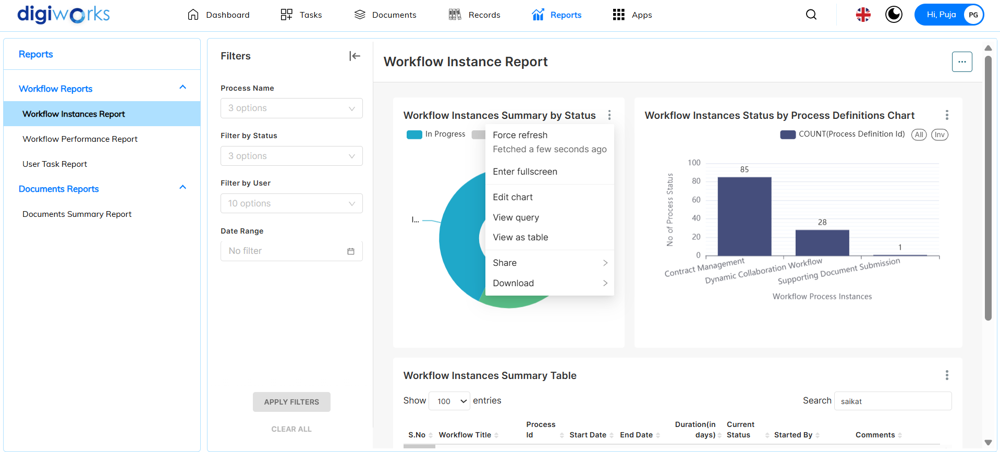 digiworks
Dashboard
Tasks
Documents
Records
Reports
Apps
Hi, Puja
PG
Reports
Workflow Reports
Workflow Instances Report
Workflow Performance Report
User Task Report
Documents Reports
Documents Summary Report
Filters
Process Name
3 options
Filter by Status
3 options
Filter by User
10 options
Date Range
No filter
APPLY FILTERS
CLEAR ALL
Workflow Instance Report
...
Workflow Instances Summary by Status
In Progress
I...
Force refresh
Fetched a few seconds ago
Enter fullscreen
Edit chart
View query
View as table
Share
Download
Workflow Instances Status by Process Definitions Chart
COUNT(Process Definition Id)
All
Inv
No of Process Status
100
80
60
40
20
0
85
28
1
Contract Management
Dynamic Collaboration Workflow
Supporting Document Submission
Workflow Process Instances
Workflow Instances Summary Table
Show 100 entries
Search saikat
S.No
Workflow Title
Process
Id
Start Date
End Date
Duration(in
days)
Current
Status
Started By
Comments